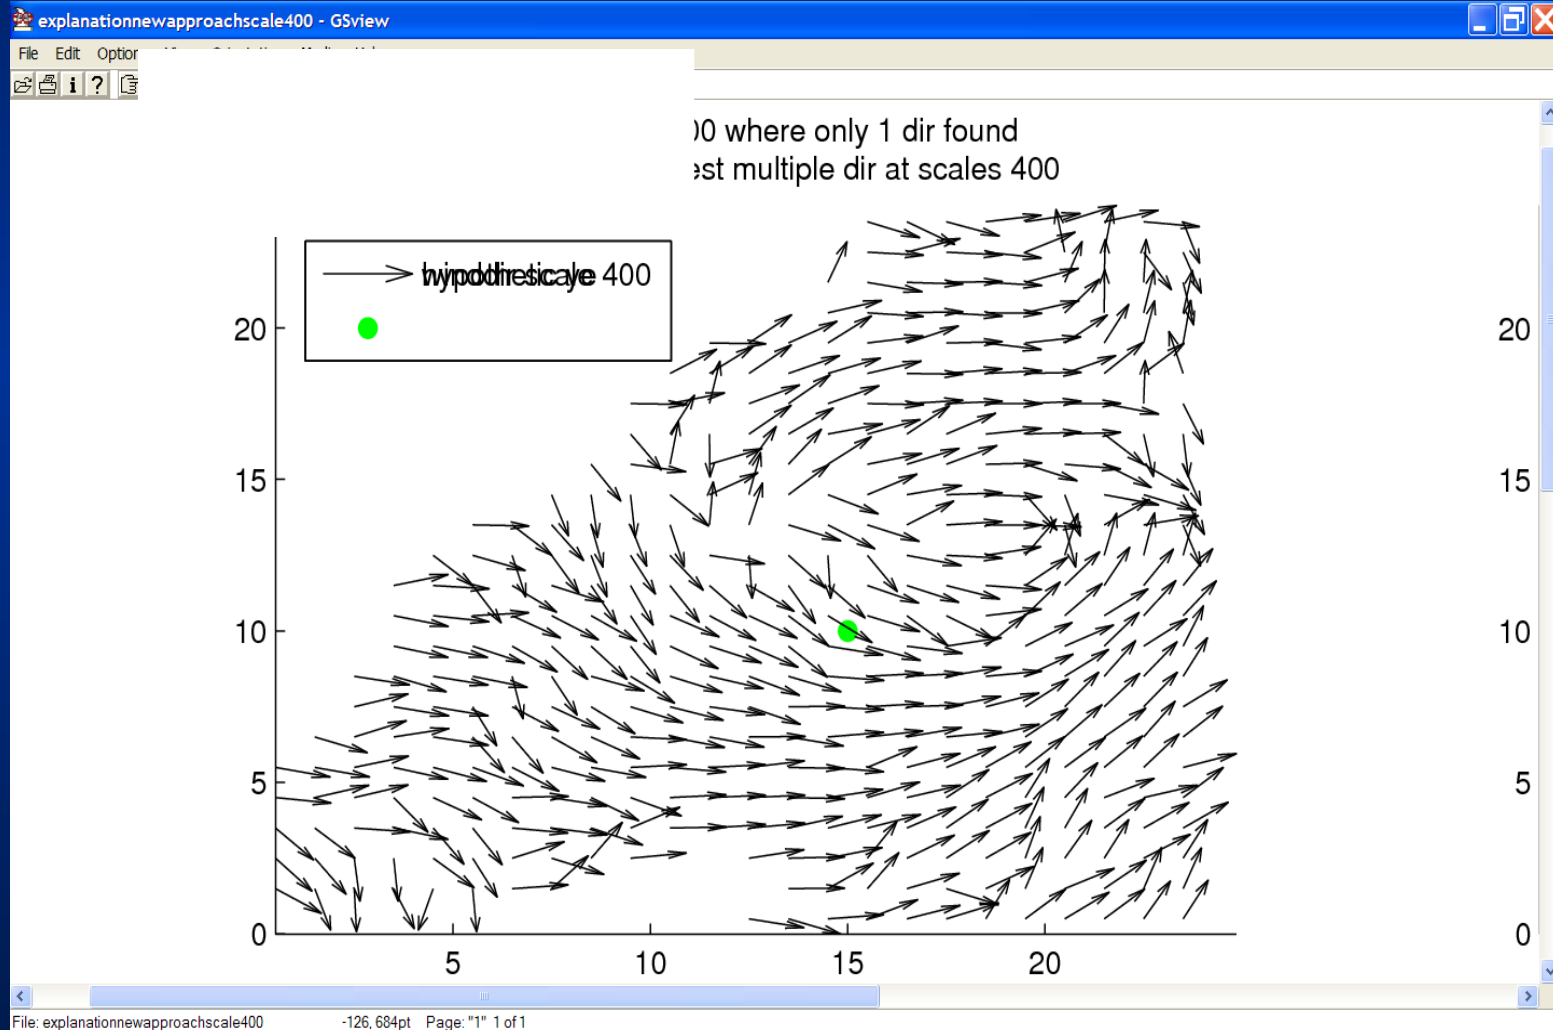 explanationnewapproachscale400 - GSview
File Edit Option
00 where only 1 dir found
est multiple dir at scales 400
400
20
15
10
5
0
5 10 15 20
20
15
10
5
0
File: explanationnewapproachscale400 -126, 684pt Page: "1" 1 of 1